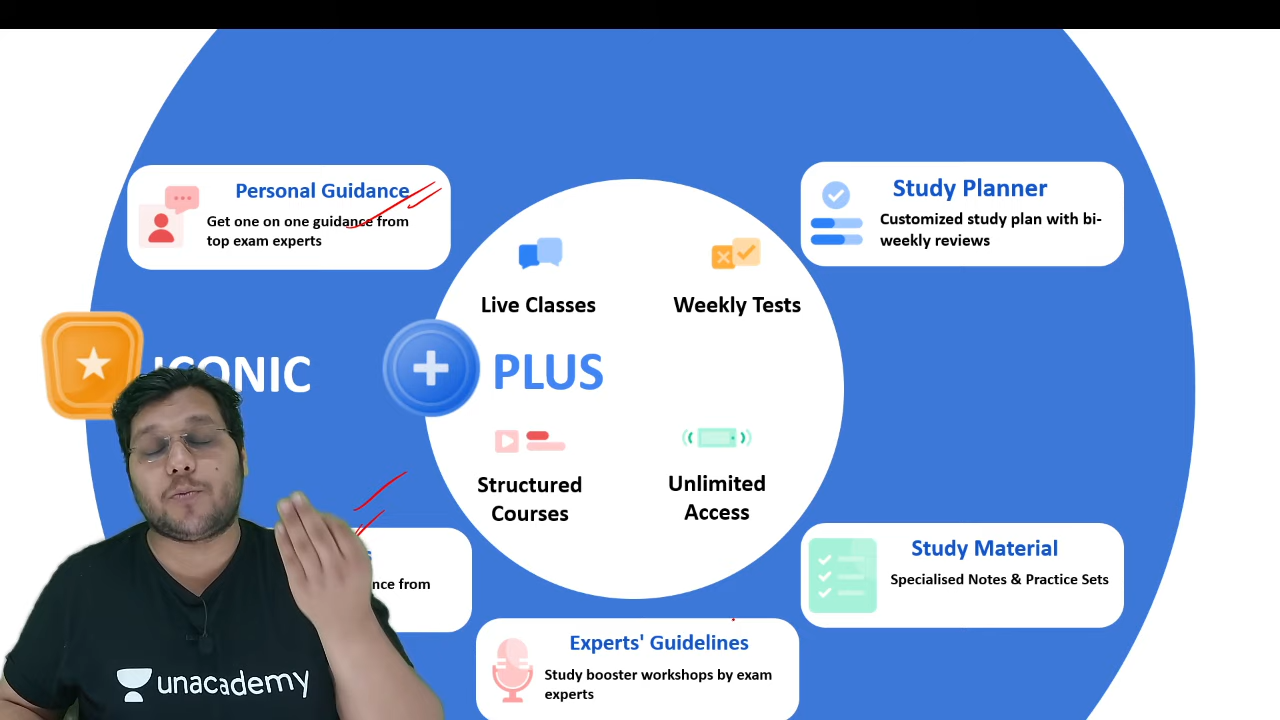 Personal Guidance
Get one on one guidance from
top exam experts
Study Planner
Customized study plan with bi-
weekly reviews
Live Classes
Weekly Tests
ICONIC
PLUS
Structured
Courses
Unlimited
Access
from
Study Material
Specialised Notes & Practice Sets
Experts' Guidelines
Study booster workshops by exam
experts
unacademy